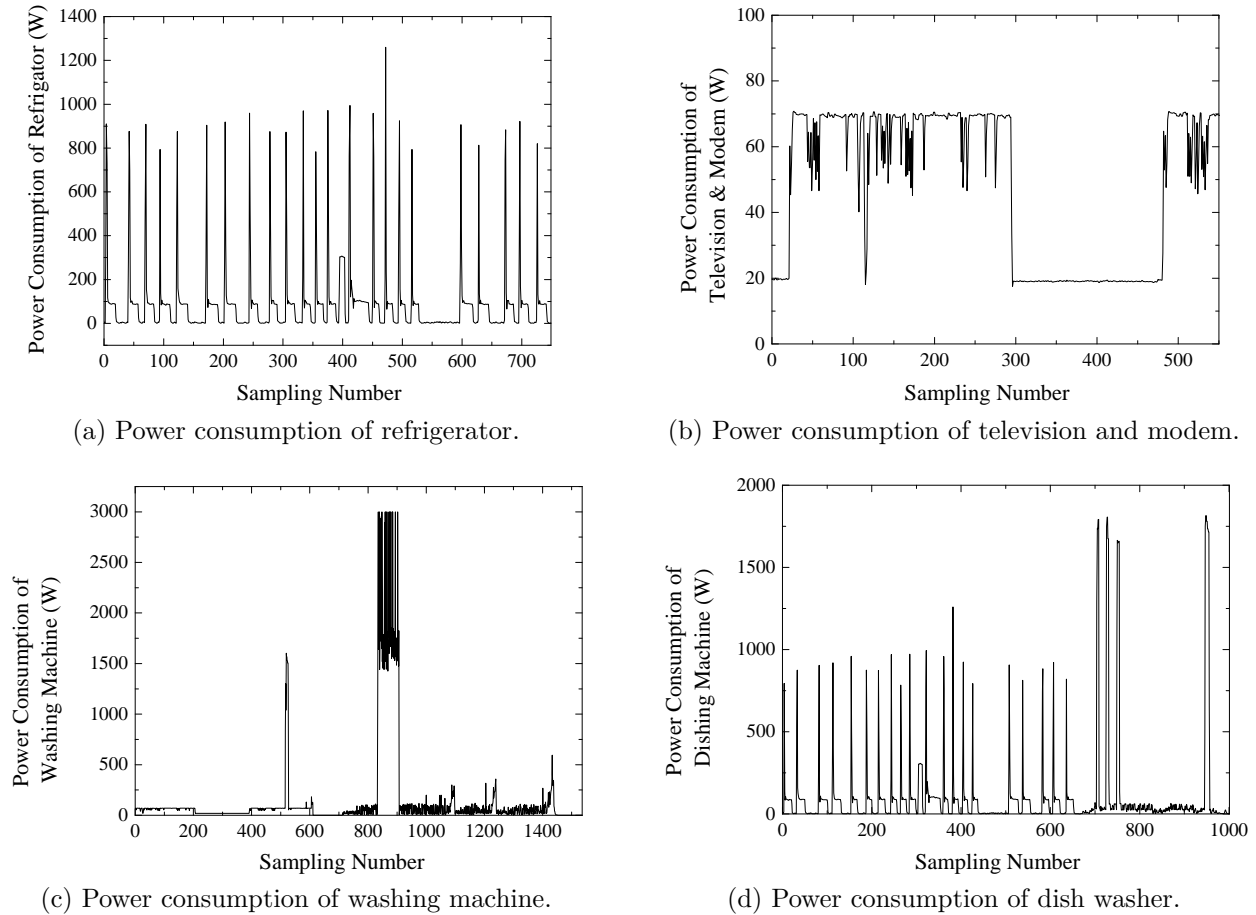 1400
1200
1000
800
600
400
200
0
0 100 200 300 400 500 600 700
Power Consumption of Refrigator (W)
Sampling Number
(a) Power consumption of refrigerator.
100
80
60
40
20
0
0 100 200 300 400 500
Power Consumption of
Television & Modem (W)
Sampling Number
(b) Power consumption of television and modem.
3000
2500
2000
1500
1000
500
0
0 200 400 600 800 1000 1200 1400
Power Consumption of
Washing Machine (W)
Sampling Number
(c) Power consumption of washing machine.
2000
1500
1000
500
0
0 200 400 600 800 1000
Power Consumption of
Dishing Machine (W)
Sampling Number
(d) Power consumption of dish washer.